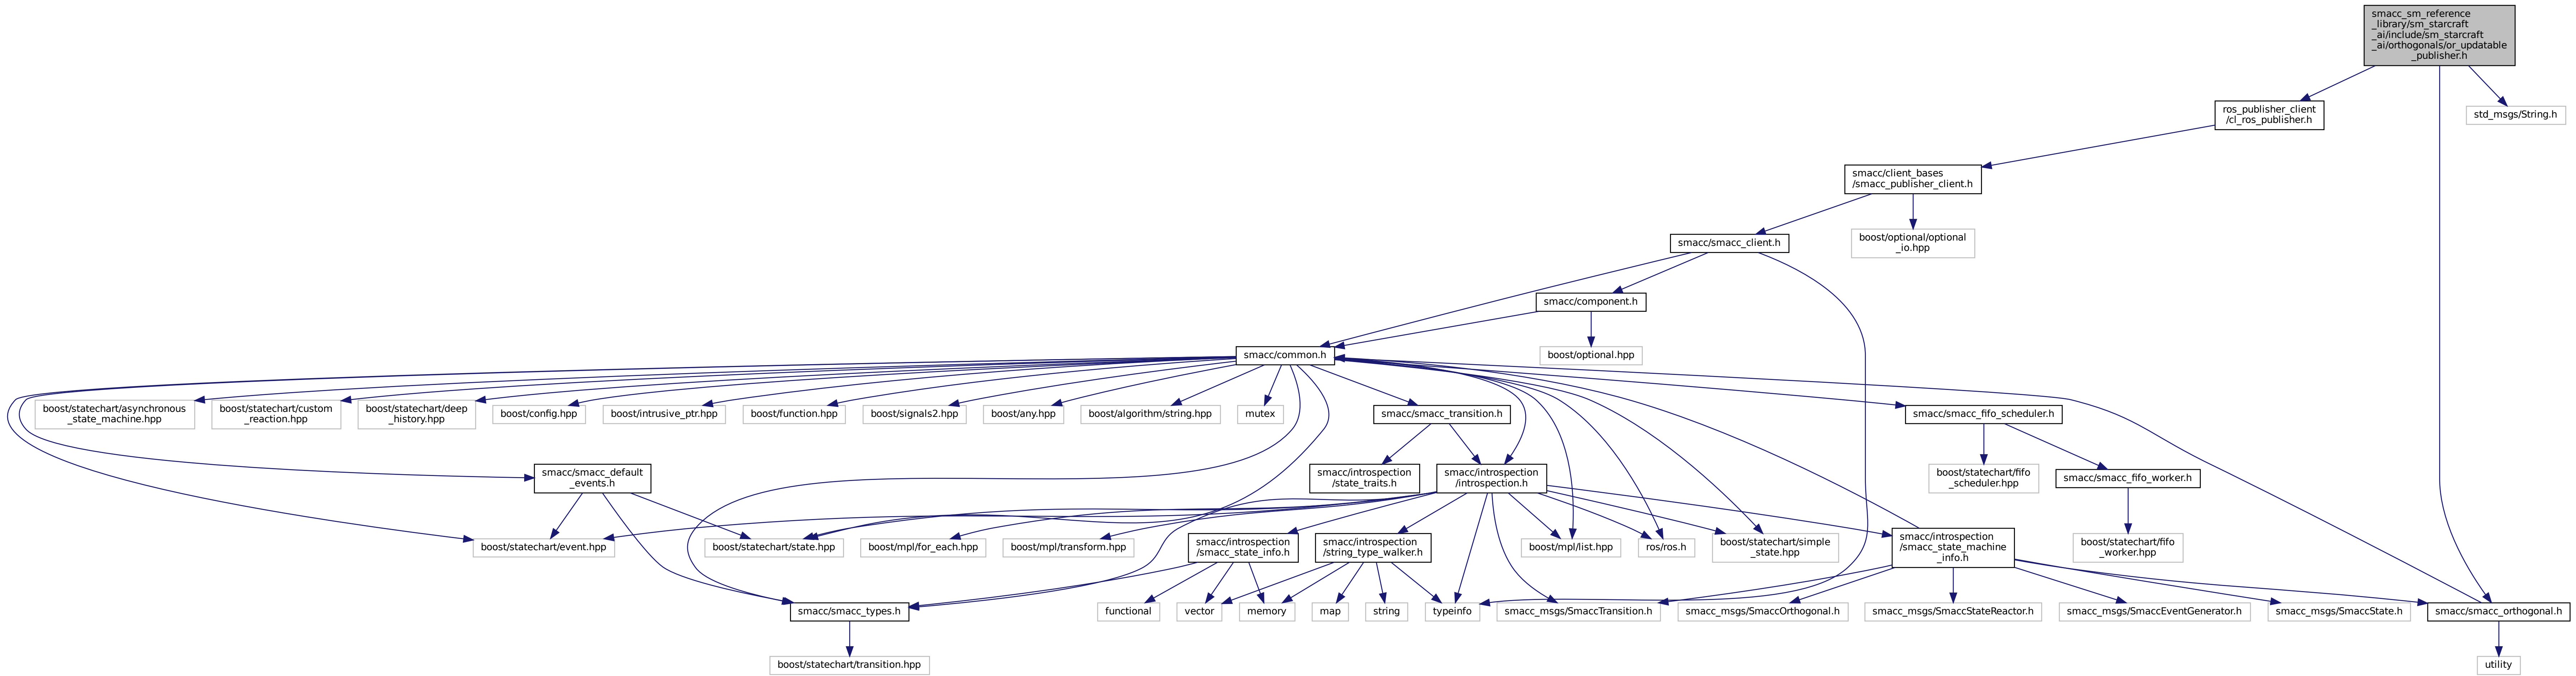 smacc_sm_reference
_library/sm_starcraft
_ai/include/sm_starcraft
_ai/orthogonals/or_updatable
_publisher.h
ros_publisher_client
/cl_ros_publisher.h
std_msgs/String.h
smacc/client_bases
/smacc_publisher_client.h
smacc/smacc_client.h
boost/optional/optional
_io.hpp
smacc/component.h
smacc/common.h
boost/optional.hpp
boost/statechart/asynchronous
_state_machine.hpp
boost/statechart/custom
_reaction.hpp
boost/statechart/deep
_history.hpp
boost/config.hpp
boost/intrusive_ptr.hpp
boost/function.hpp
boost/signals2.hpp
boost/any.hpp
boost/algorithm/string.hpp
mutex
smacc/smacc_transition.h
smacc/smacc_fifo_scheduler.h
smacc/smacc_default
_events.h
smacc/introspection
/state_traits.h
smacc/introspection
/introspection.h
boost/statechart/fifo
_scheduler.hpp
smacc/smacc_fifo_worker.h
boost/statechart/event.hpp
boost/statechart/state.hpp
boost/mpl/for_each.hpp
boost/mpl/transform.hpp
smacc/introspection
/smacc_state_info.h
smacc/introspection
/string_type_walker.h
boost/mpl/list.hpp
ros/ros.h
boost/statechart/simple
_state.hpp
smacc/introspection
/smacc_state_machine
_info.h
boost/statechart/fifo
_worker.hpp
smacc/smacc_types.h
functional
vector
memory
map
string
typeinfo
smacc_msgs/SmaccTransition.h
smacc_msgs/SmaccOrthogonal.h
smacc_msgs/SmaccStateReactor.h
smacc_msgs/SmaccEventGenerator.h
smacc_msgs/SmaccState.h
smacc/smacc_orthogonal.h
boost/statechart/transition.hpp
utility